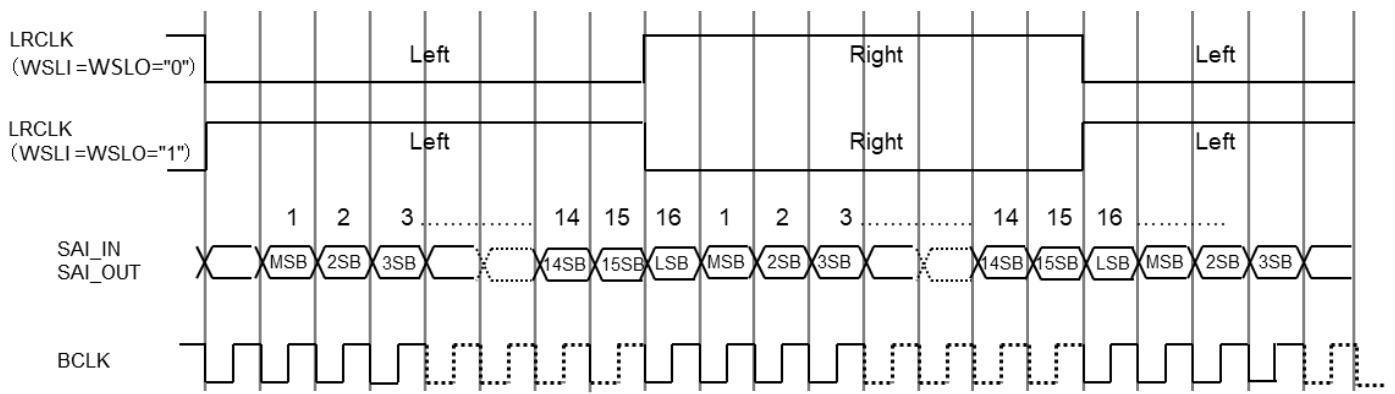 LRCLK
（WSLI =WSLO="0"）
Left Right Left
LRCLK
（WSLI =WSLO="1"）
Left Right Left
1 2 3 .............. 14 15 16 1 2 3 .............. 14 15 16 ..............
SAI_IN
SAI_OUT
MSB 2SB 3SB 14SB 15SB LSB MSB 2SB 3SB 14SB 15SB LSB MSB 2SB 3SB
BCLK